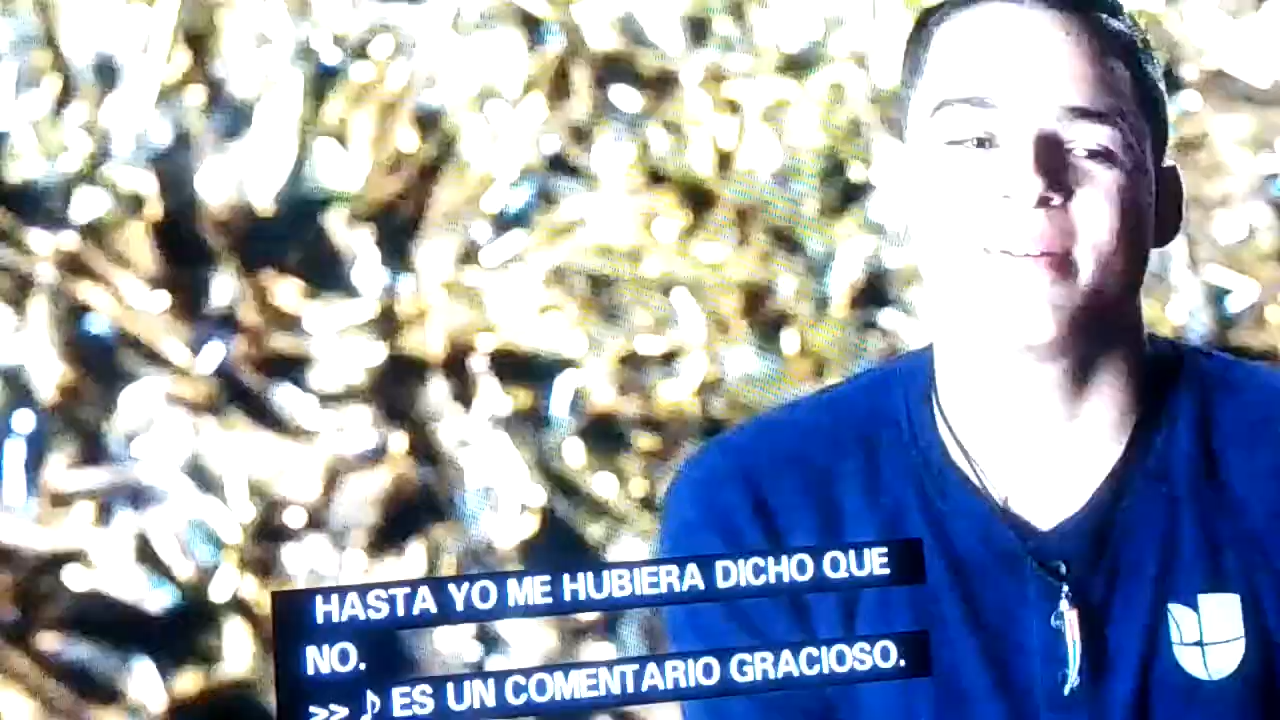 HASTA YO ME HUBIERA DICHO QUE
NO.
>> ♪ ES UN COMENTARIO GRACIOSO.